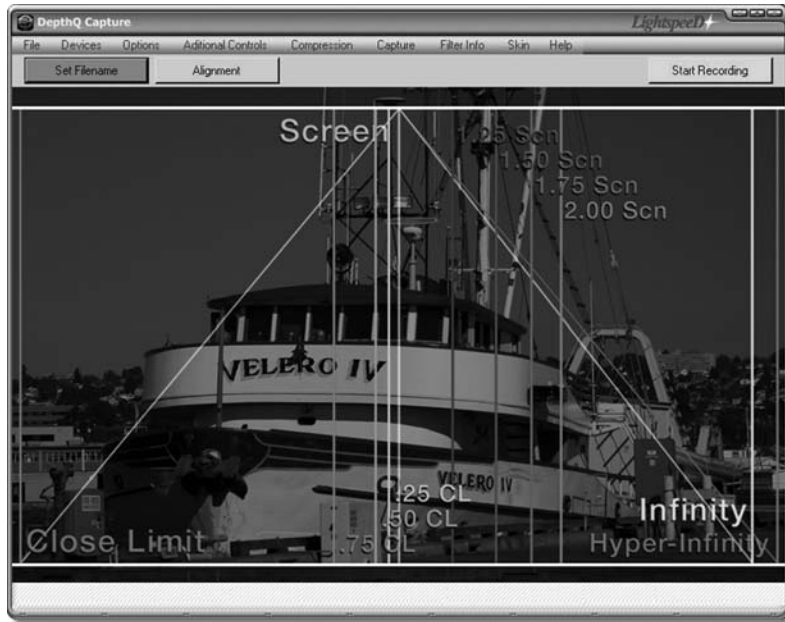 DepthQ Capture
LightspeeD
File Devices Options Aditional Controls Compression Capture Filter Info Skin Help
Set Filename Alignment Start Recording
Screen
1.25 Scn
1.50 Scn
1.75 Scn
2.00 Scn
VELERO IV
VELERO IV
.25 CL
.50 CL
.75 CL
Close Limit
Infinity
Hyper-Infinity